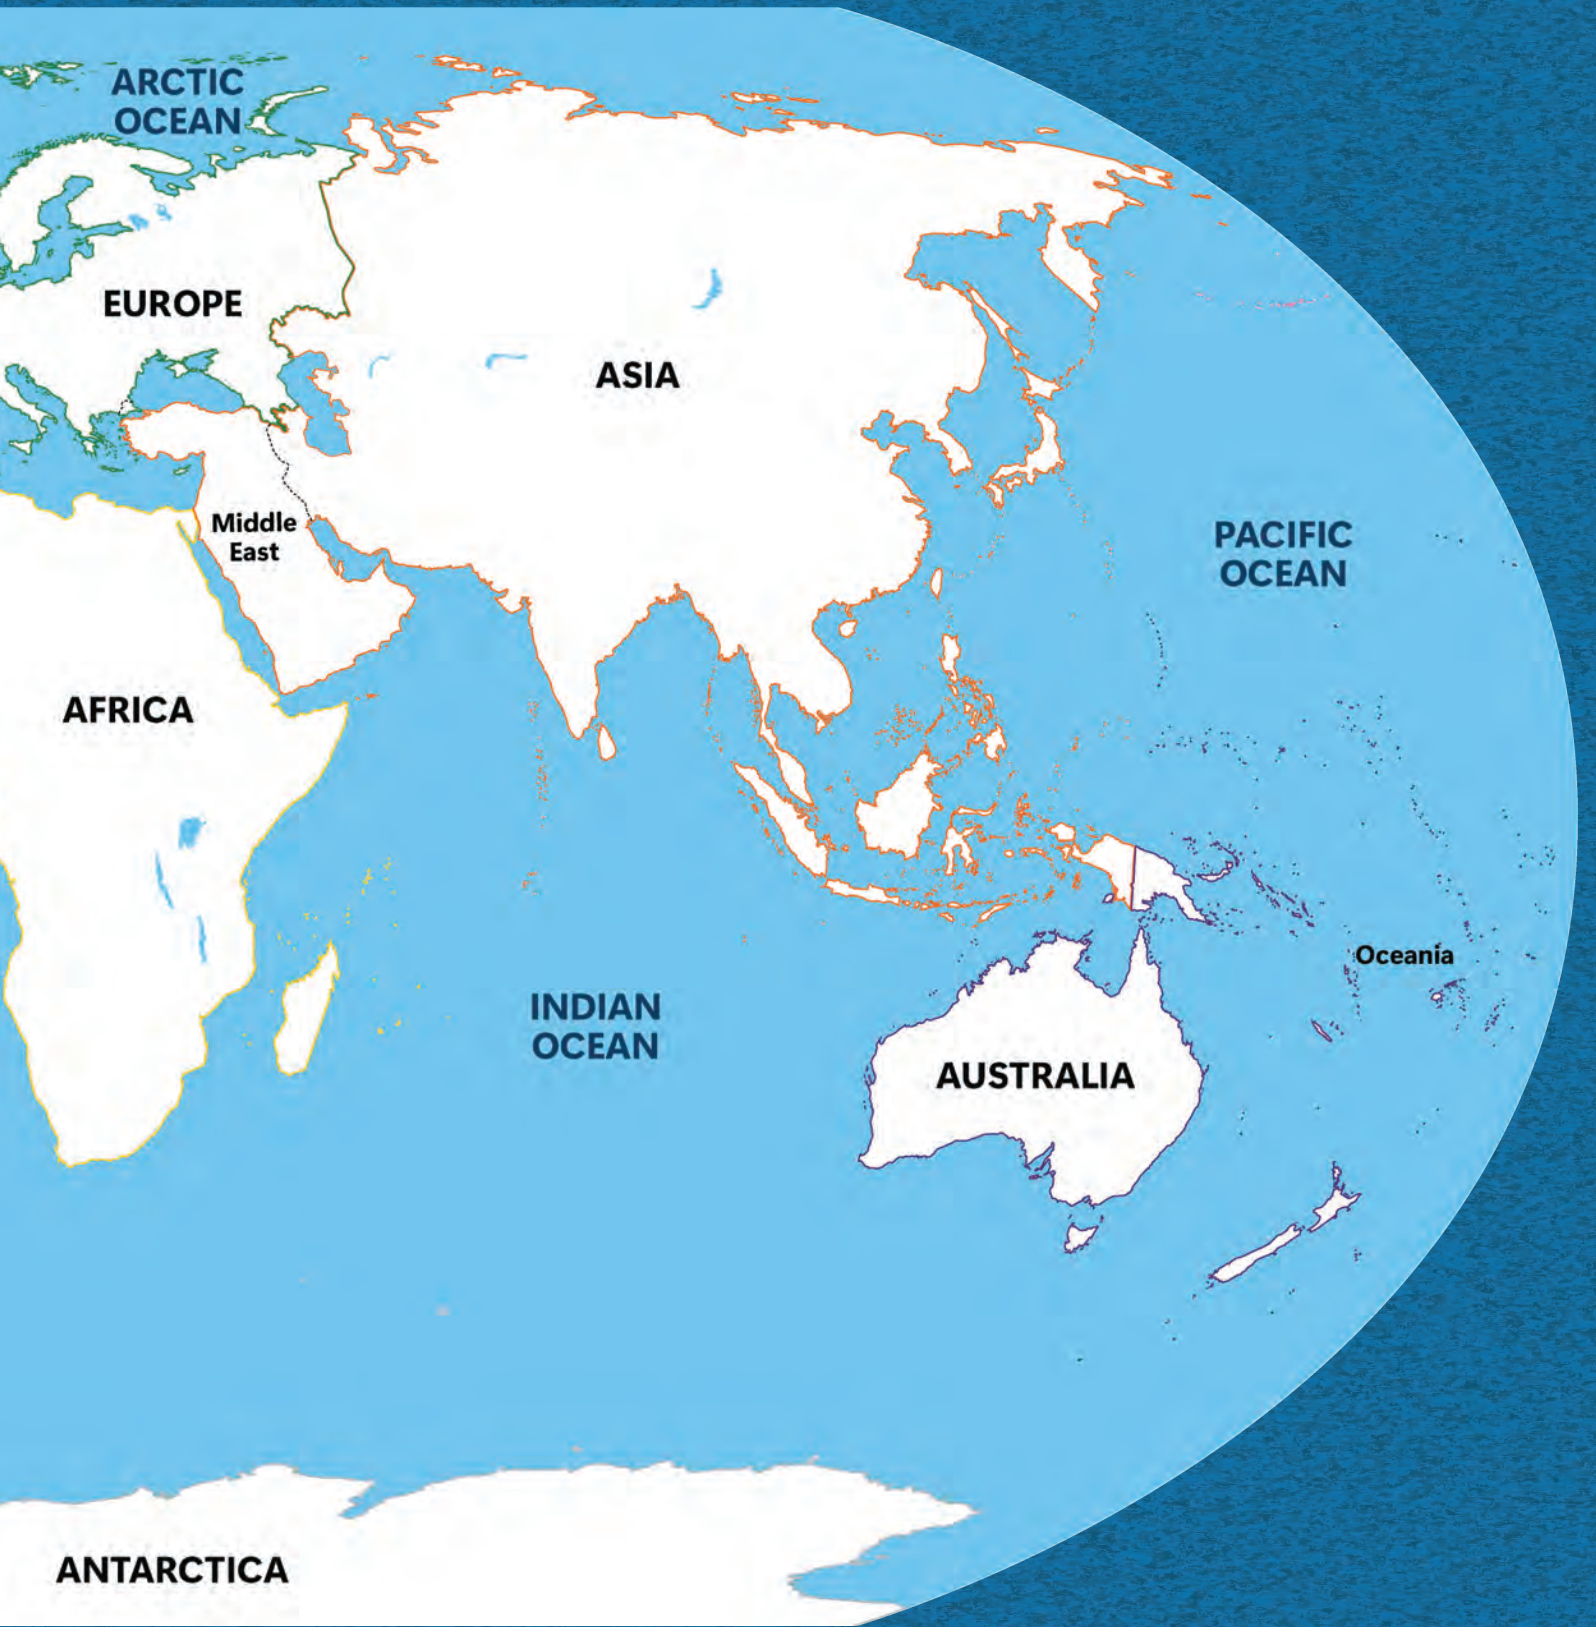 ARCTIC
OCEAN
EUROPE
ASIA
Middle
East
PACIFIC
OCEAN
AFRICA
Oceania
INDIAN
OCEAN
AUSTRALIA
ANTARCTICA